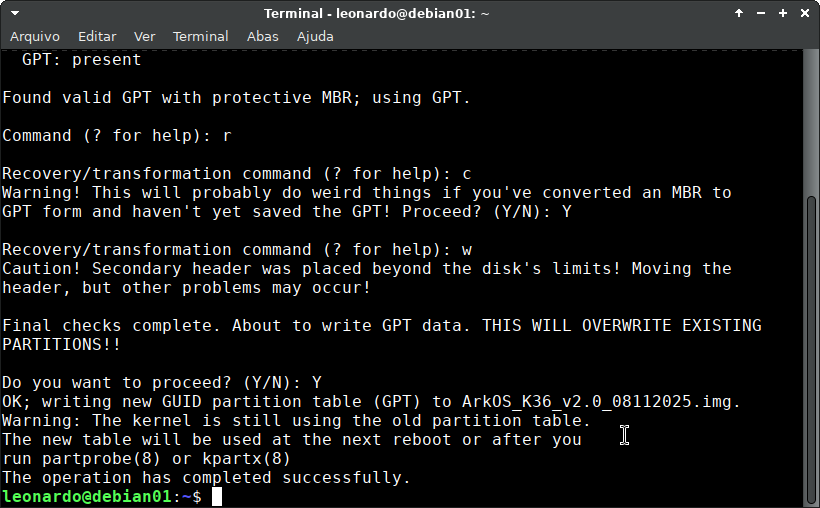 Terminal - leonardo@debian01: ~
Arquivo Editar Ver Terminal Abas Ajuda
GPT: present
Found valid GPT with protective MBR; using GPT.
Command (? for help): r
Recovery/transformation command (? for help): c
Warning! This will probably do weird things if you've converted an MBR to
GPT form and haven't yet saved the GPT! Proceed? (Y/N): Y
Recovery/transformation command (? for help): w
Caution! Secondary header was placed beyond the disk's limits! Moving the
header, but other problems may occur!
Final checks complete. About to write GPT data. THIS WILL OVERWRITE EXISTING
PARTITIONS!!
Do you want to proceed? (Y/N): Y
OK; writing new GUID partition table (GPT) to ArkOS_K36_v2.0_08112025.img.
Warning: The kernel is still using the old partition table.
The new table will be used at the next reboot or after you
run partprobe(8) or kpartx(8)
The operation has completed successfully.
leonardo@debian01:~$